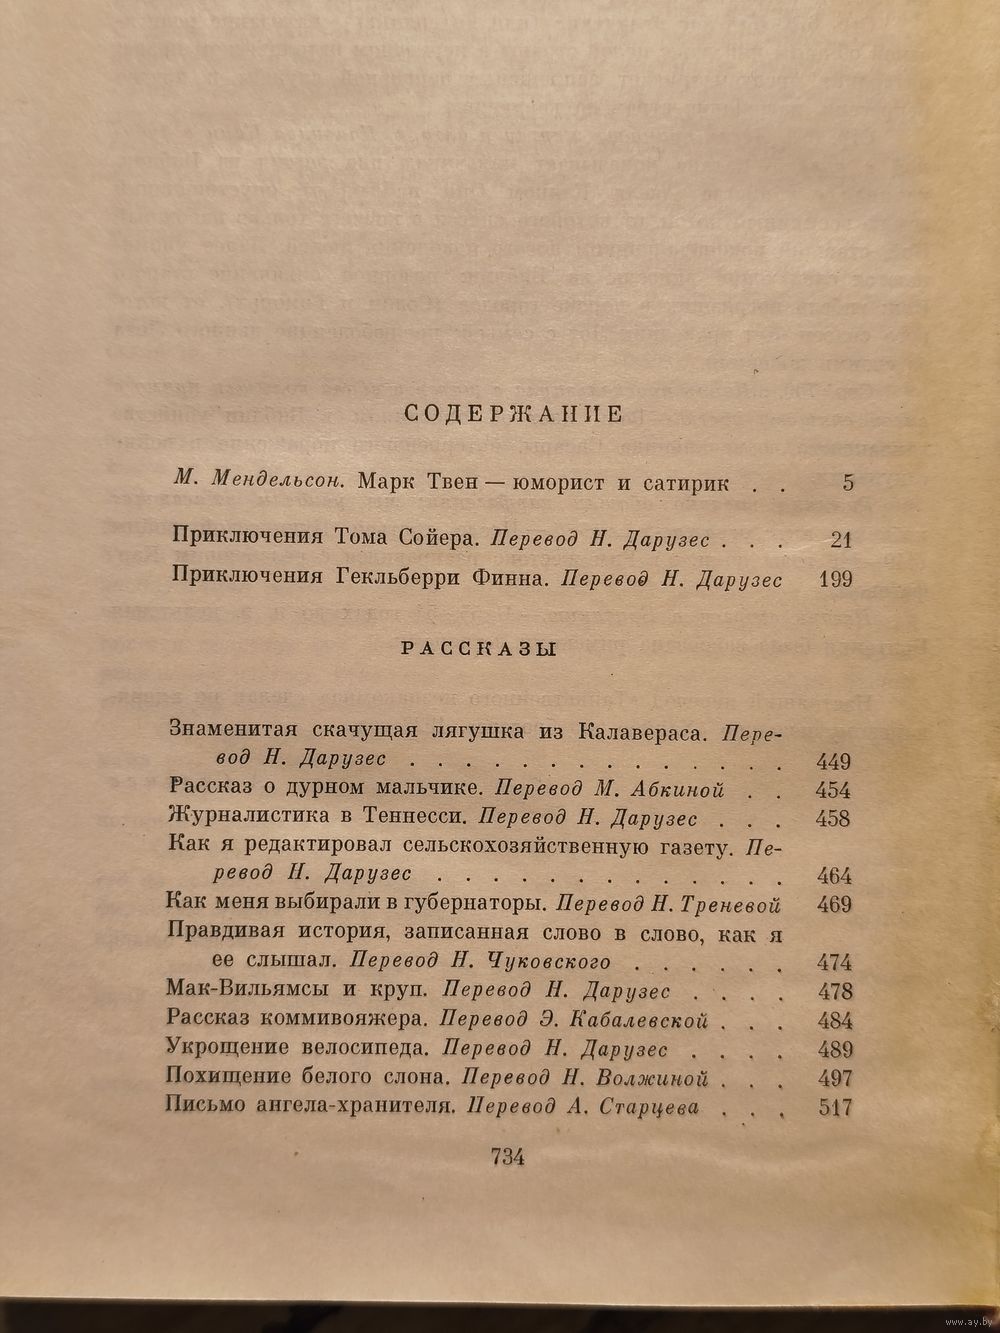 СОДЕРЖАНИЕ
М. Мендельсон. Марк Твен — юморист и сатирик . . 5
Приключения Тома Сойера. Перевод Н. Дарузес . . . 21
Приключения Гекльберри Финна. Перевод Н. Дарузес 199
РАССКАЗЫ
Знаменитая скачущая лягушка из Калавераса. Пере-
вод Н. Дарузес . . . . . . . . . . . . . . 449
Рассказ о дурном мальчике. Перевод М. Абкиной . . 454
Журналистика в Теннесси. Перевод Н. Дарузес . . . 458
Как я редактировал сельскохозяйственную газету. Пе-
ревод Н. Дарузес . . . . . . . . . . . . . 464
Как меня выбирали в губернаторы. Перевод Н. Треневой 469
Правдивая история, записанная слово в слово, как я
ее слышал. Перевод Н. Чуковского . . . . . . 474
Мак-Вильямсы и круп. Перевод Н. Дарузес . . . . 478
Рассказ коммивояжера. Перевод Э. Кабалевской . . . 484
Укрощение велосипеда. Перевод Н. Дарузес . . . . 489
Похищение белого слона. Перевод Н. Волжиной . . . 497
Письмо ангела-хранителя. Перевод А. Старцева . . . 517
734
www.ay.by